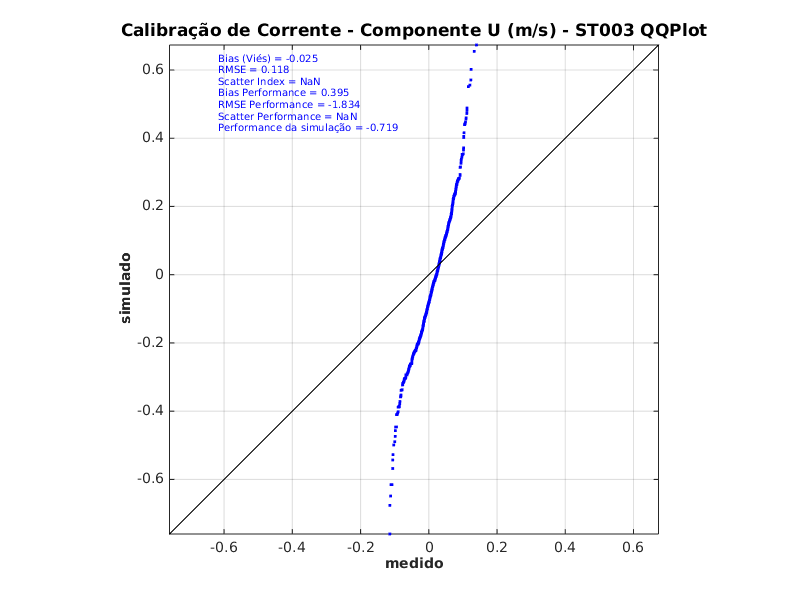 Calibração de Corrente - Componente U (m/s) - ST003 QQPlot
Bias (Viés) = -0.025
RMSE = 0.118
Scatter Index = NaN
Bias Performance = 0.395
RMSE Performance = -1.834
Scatter Performance = NaN
Performance da simulação = -0.719
0.6
0.4
0.2
0
-0.2
-0.4
-0.6
simulado
-0.6 -0.4 -0.2 0 0.2 0.4 0.6
medido